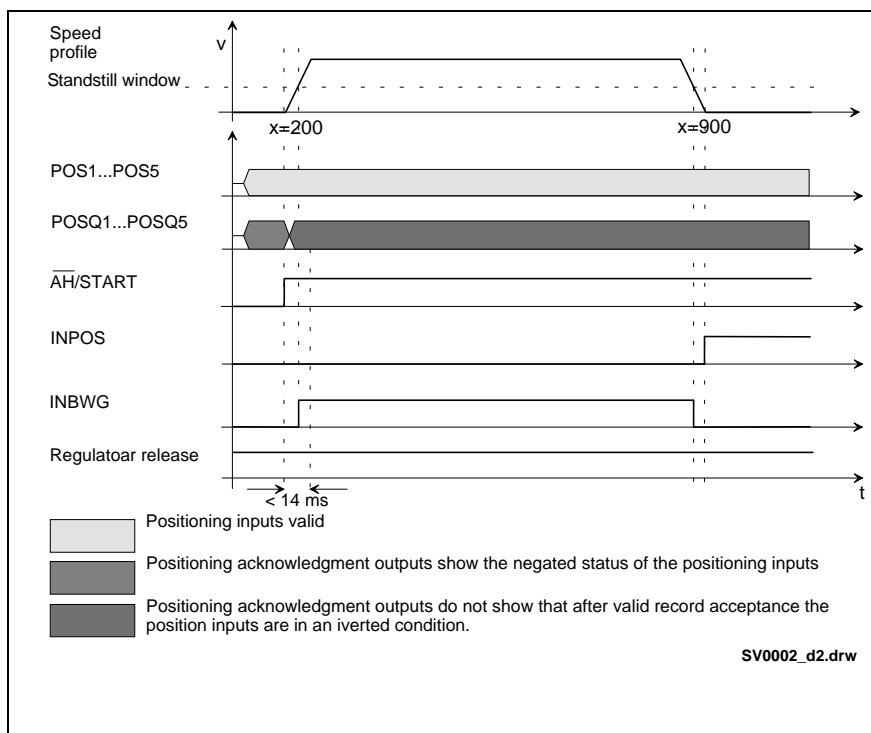 Speed
profile
v
Standstill window
x=200
x=900
POS1...POS5
POSQ1...POSQ5
AH/START
INPOS
INBWG
Regulatoar release
t
< 14 ms
Positioning inputs valid
Positioning acknowledgment outputs show the negated status of the positioning inputs
Positioning acknowledgment outputs do not show that after valid record acceptance the
position inputs are in an iverted condition.
SV0002_d2.drw